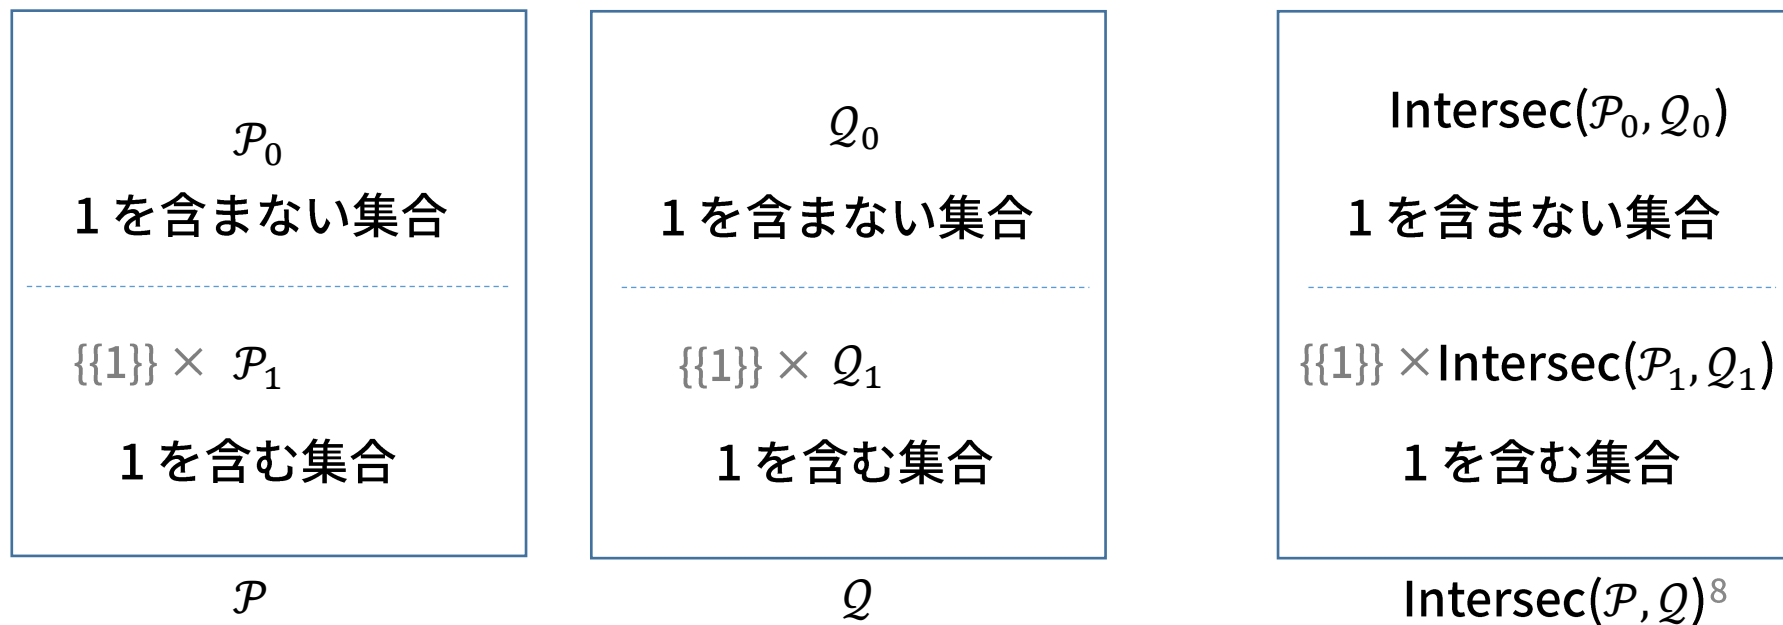 𝒫₀
1 を含まない集合
{{1}} × 𝒫₁
1 を含む集合
𝒫
𝒬₀
1 を含まない集合
{{1}} × 𝒬₁
1 を含む集合
𝒬
Intersec(𝒫₀, 𝒬₀)
1 を含まない集合
{{1}} ×Intersec(𝒫₁, 𝒬₁)
1 を含む集合
Intersec(𝒫, 𝒬)
8